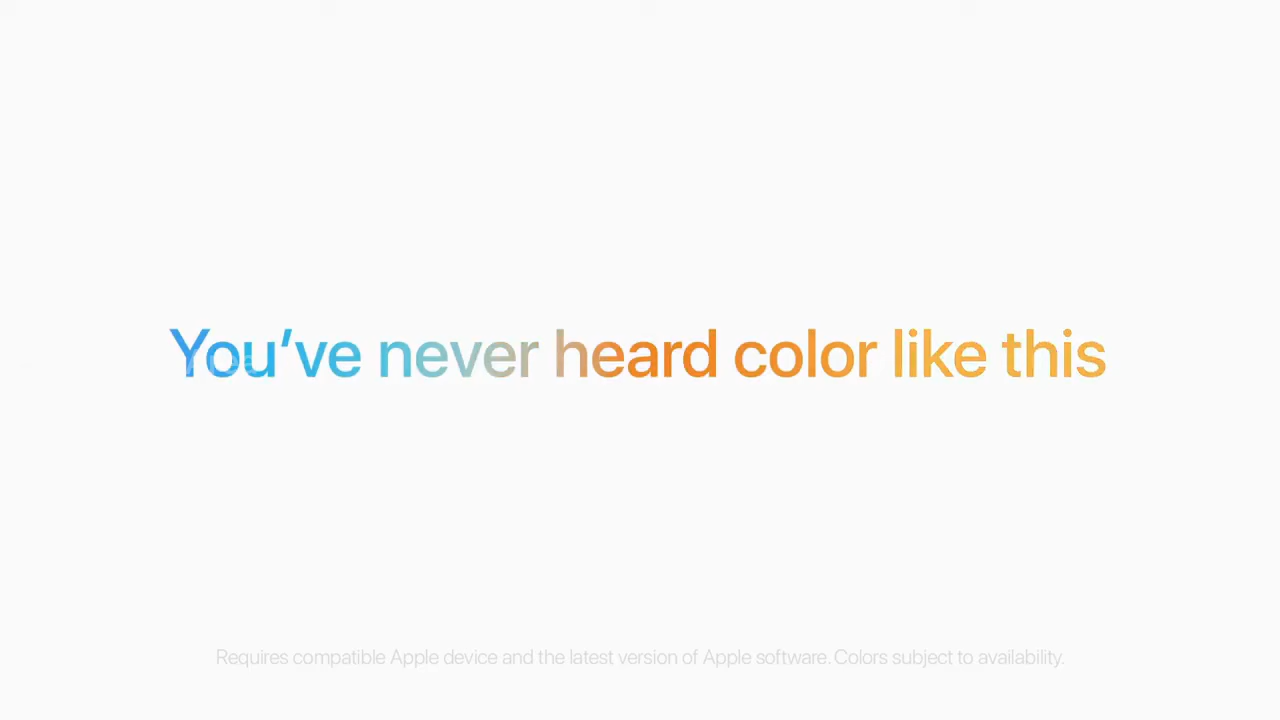 You’ve never heard color like this
Requires compatible Apple device and the latest version of Apple software. Colors subject to availability.